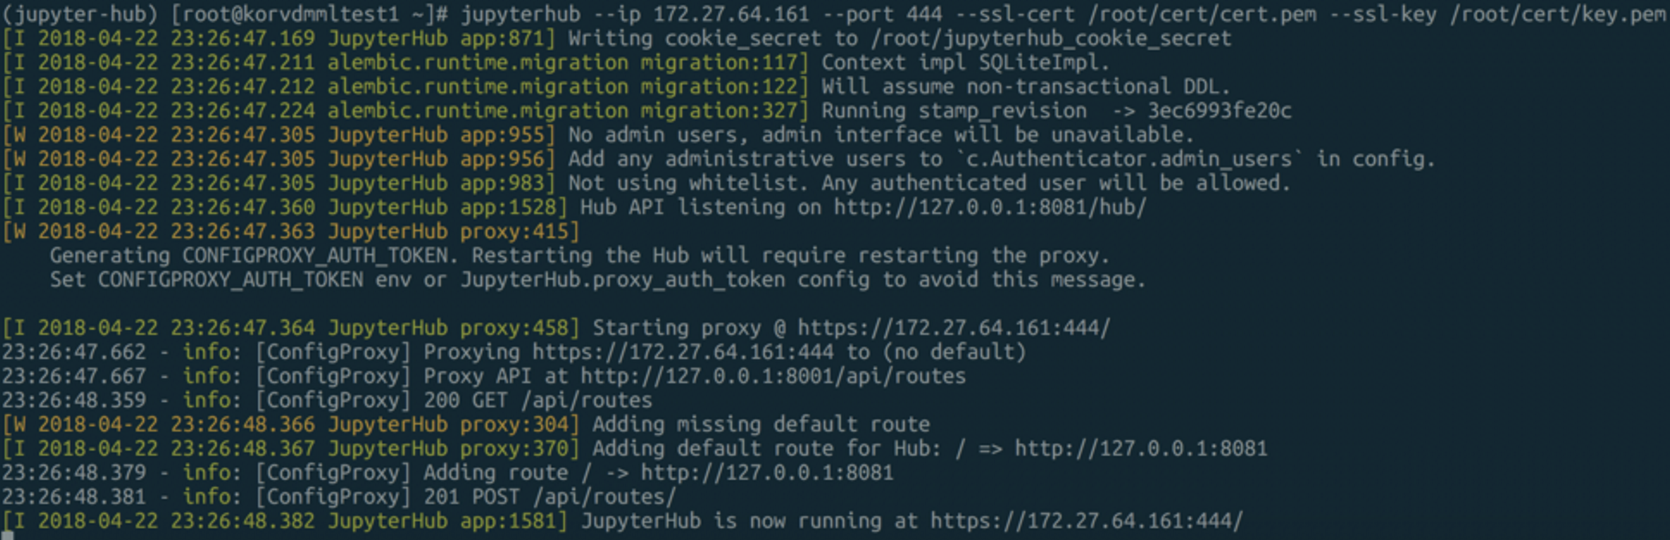 (jupyter-hub) [root@korvdmmltest1 ~]# jupyterhub --ip 172.27.64.161 --port 444 --ssl-cert /root/cert/cert.pem --ssl-key /root/cert/key.pem
[I 2018-04-22 23:26:47.169 JupyterHub app:871] Writing cookie_secret to /root/jupyterhub_cookie_secret
[I 2018-04-22 23:26:47.211 alembic.runtime.migration migration:117] Context impl SQLiteImpl.
[I 2018-04-22 23:26:47.212 alembic.runtime.migration migration:122] Will assume non-transactional DDL.
[I 2018-04-22 23:26:47.224 alembic.runtime.migration migration:327] Running stamp_revision  -> 3ec6993fe20c
[W 2018-04-22 23:26:47.305 JupyterHub app:955] No admin users, admin interface will be unavailable.
[W 2018-04-22 23:26:47.305 JupyterHub app:956] Add any administrative users to `c.Authenticator.admin_users` in config.
[I 2018-04-22 23:26:47.305 JupyterHub app:983] Not using whitelist. Any authenticated user will be allowed.
[I 2018-04-22 23:26:47.360 JupyterHub app:1528] Hub API listening on http://127.0.0.1:8081/hub/
[W 2018-04-22 23:26:47.363 JupyterHub proxy:415]
    Generating CONFIGPROXY_AUTH_TOKEN. Restarting the Hub will require restarting the proxy.
    Set CONFIGPROXY_AUTH_TOKEN env or JupyterHub.proxy_auth_token config to avoid this message.
[I 2018-04-22 23:26:47.364 JupyterHub proxy:458] Starting proxy @ https://172.27.64.161:444/
23:26:47.662 - info: [ConfigProxy] Proxying https://172.27.64.161:444 to (no default)
23:26:47.667 - info: [ConfigProxy] Proxy API at http://127.0.0.1:8001/api/routes
23:26:48.359 - info: [ConfigProxy] 200 GET /api/routes
[W 2018-04-22 23:26:48.366 JupyterHub proxy:304] Adding missing default route
[I 2018-04-22 23:26:48.367 JupyterHub proxy:370] Adding default route for Hub: / => http://127.0.0.1:8081
23:26:48.379 - info: [ConfigProxy] Adding route / -> http://127.0.0.1:8081
23:26:48.381 - info: [ConfigProxy] 201 POST /api/routes/
[I 2018-04-22 23:26:48.382 JupyterHub app:1581] JupyterHub is now running at https://172.27.64.161:444/